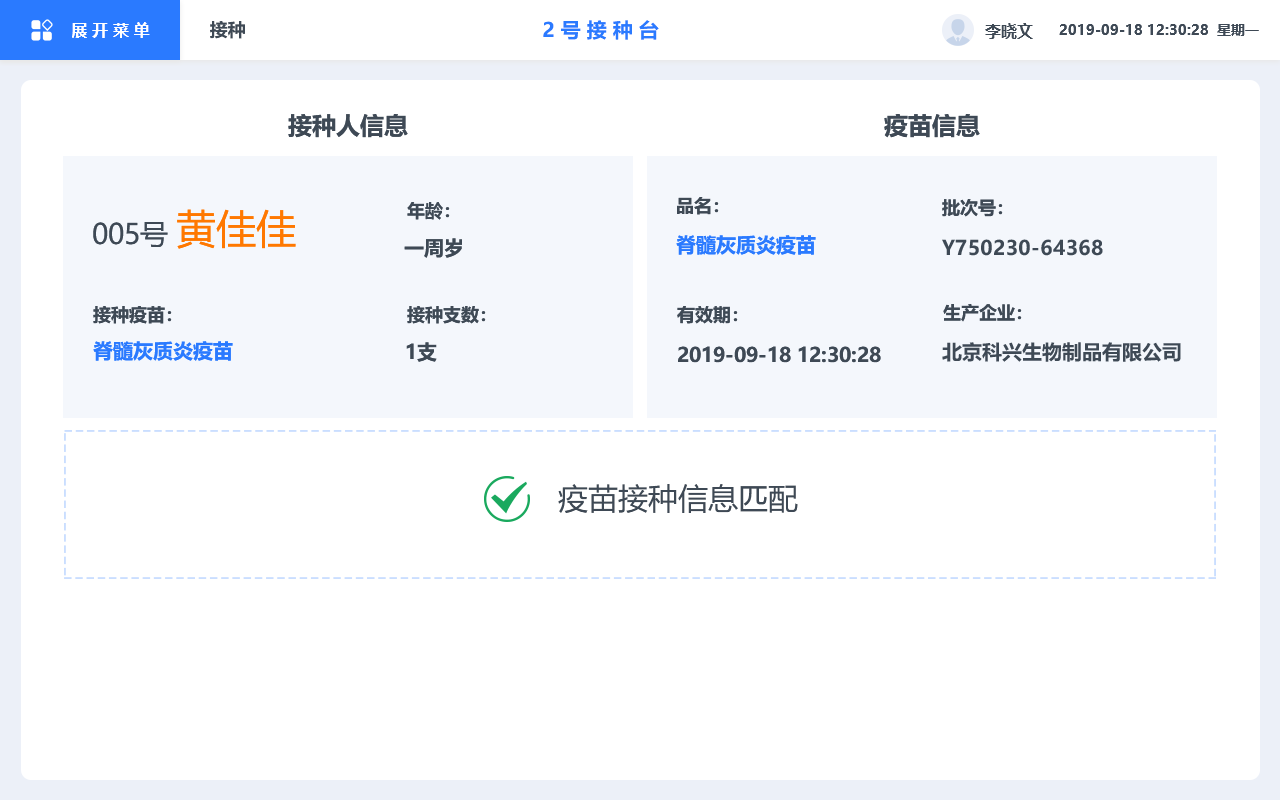 展开菜单
接种
2号接种台
李晓文
2019-09-18 12:30:28 星期一
接种人信息
005号 黄佳佳
年龄：
一周岁
接种疫苗：
脊髓灰质炎疫苗
接种支数：
1支
疫苗信息
品名：
脊髓灰质炎疫苗
批次号：
Y750230-64368
有效期：
2019-09-18 12:30:28
生产企业：
北京科兴生物制品有限公司
疫苗接种信息匹配